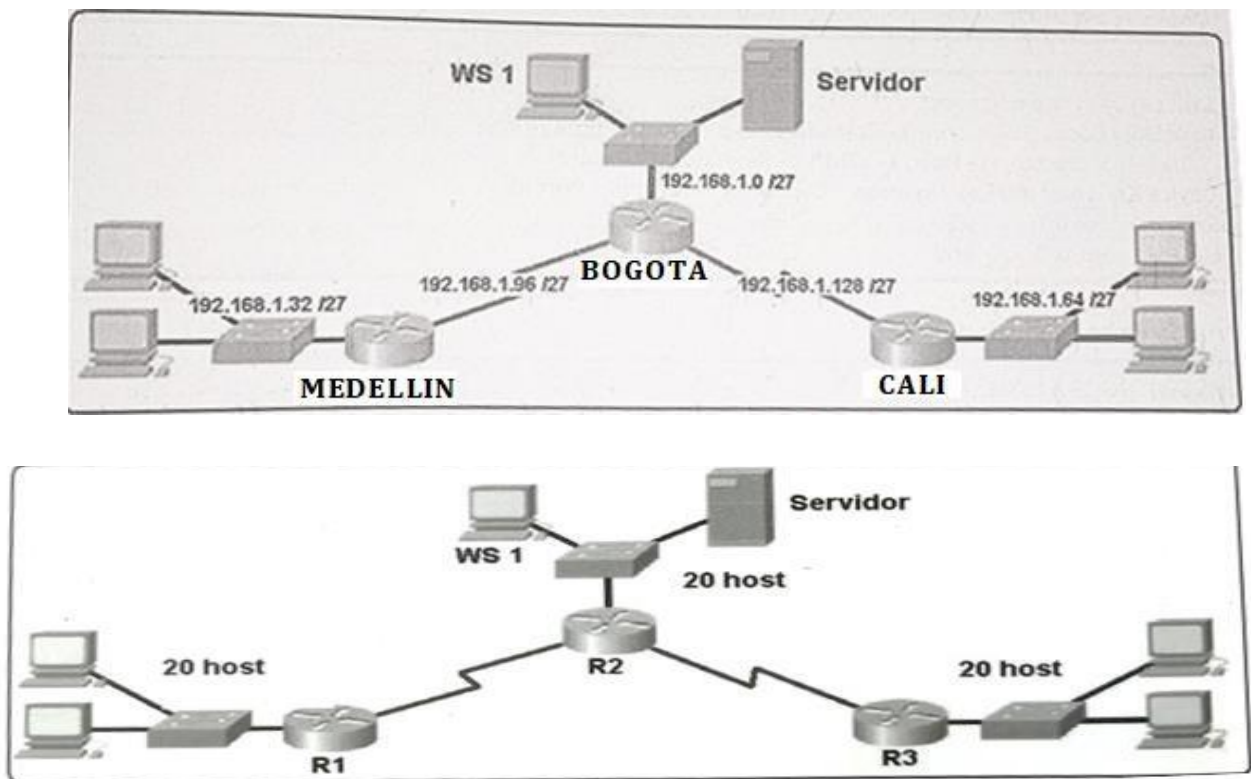 WS 1
Servidor
192.168.1.0 /27
BOGOTA
192.168.1.96 /27
192.168.1.128 /27
192.168.1.32 /27
192.168.1.64 /27
MEDELLIN
CALI
Servidor
WS 1
20 host
20 host
R2
20 host
R1
R3